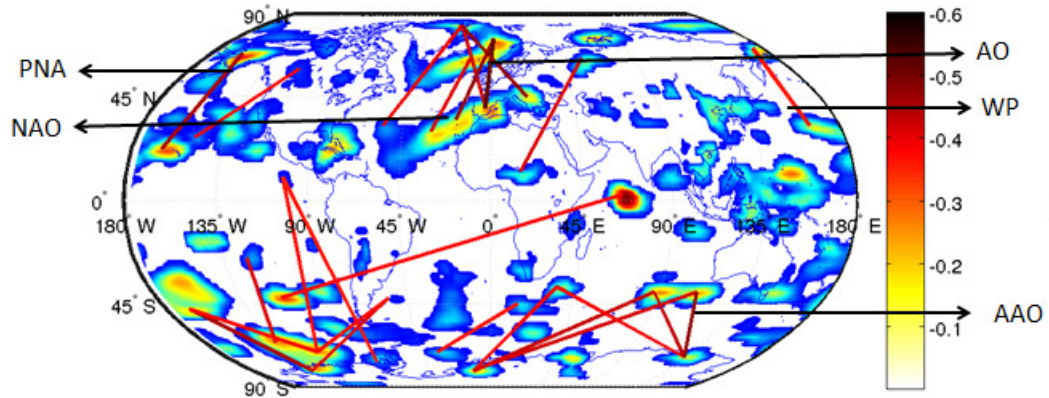 90° N
-0.6
PNA
AO
-0.5
45° N
WP
NAO
-0.4
0°
-0.3
180° W
135° W
90° W
45° W
0°
45° E
90° E
135° E
180° E
-0.2
45° S
AAO
-0.1
90° S